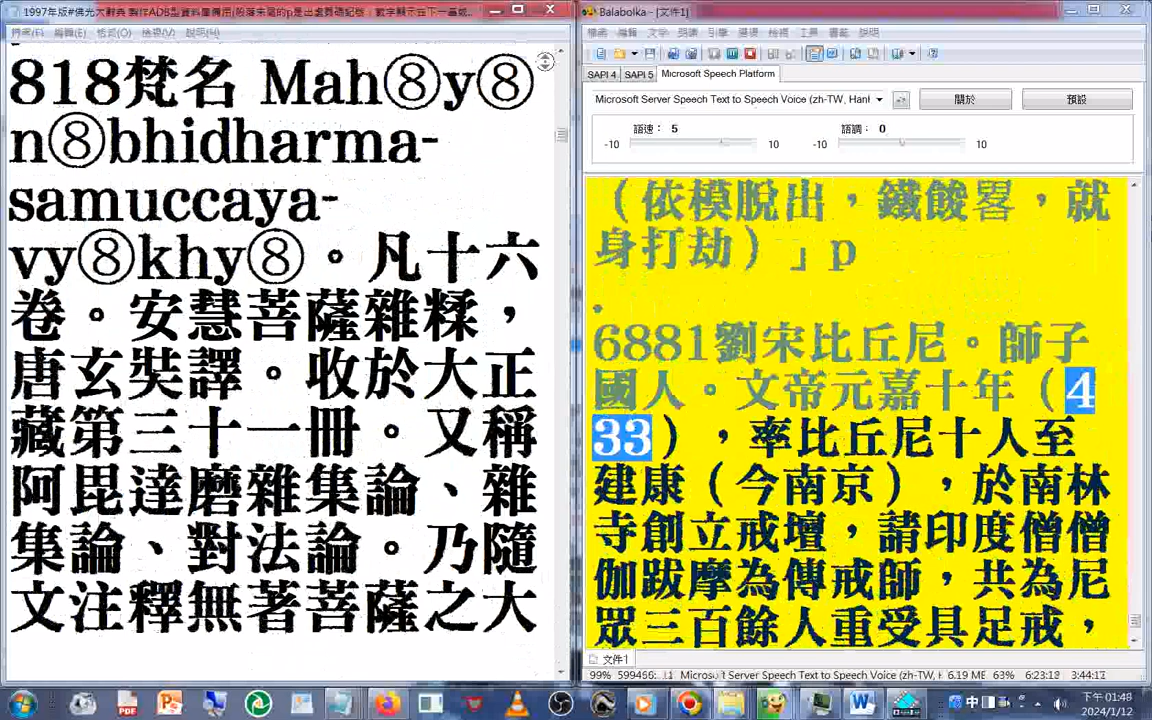 Balabolka - [文件1]
818梵名 Mah⑧y⑧
n⑧bhidharma-
samuccaya-
vy⑧khy⑧。凡十六
卷。安慧菩薩雜糅，
唐玄奘譯。收於大正
藏第三十一冊。又稱
阿毘達磨雜集論、雜
集論、對法論。乃隨
文注釋無著菩薩之大
SAPI 4 SAPI 5 Microsoft Speech Platform
Microsoft Server Speech Text to Speech Voice (zh-TW, Han
關於 預設
語速： 5 語調： 0
-10 10 -10 10
（依模脫出，鐵餕畧，就
身打劫）」p
。
6881劉宋比丘尼。師子
國人。文帝元嘉十年（4
33），率比丘尼十人至
建康（今南京），於南林
寺創立戒壇，請印度僧僧
伽跋摩為傳戒師，共為尼
眾三百餘人重受具足戒，
文件1
99% Microsoft Server Speech Text to Speech Voice (zh-TW, 6.19 MB 63%
下午 01:48
2024/1/12